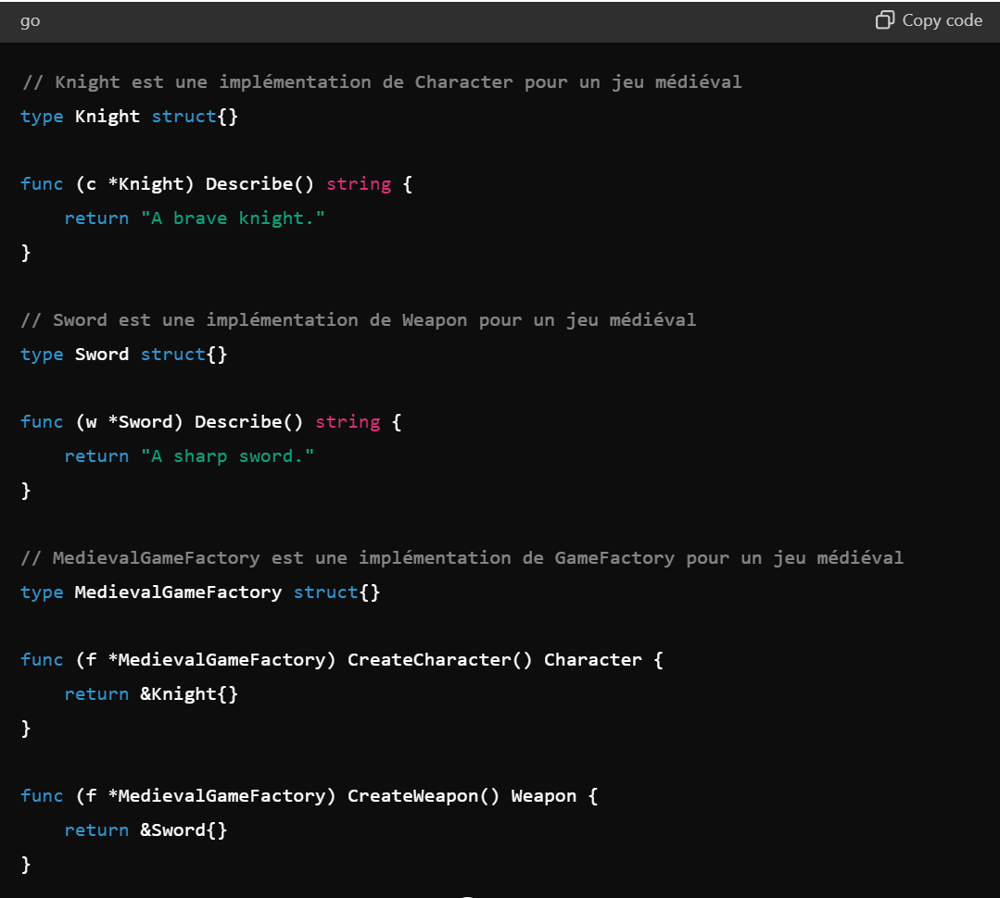 go
Copy code
// Knight est une implémentation de Character pour un jeu médiéval
type Knight struct{}
func (c *Knight) Describe() string {
    return "A brave knight."
}
// Sword est une implémentation de Weapon pour un jeu médiéval
type Sword struct{}
func (w *Sword) Describe() string {
    return "A sharp sword."
}
// MedievalGameFactory est une implémentation de GameFactory pour un jeu médiéval
type MedievalGameFactory struct{}
func (f *MedievalGameFactory) CreateCharacter() Character {
    return &Knight{}
}
func (f *MedievalGameFactory) CreateWeapon() Weapon {
    return &Sword{}
}